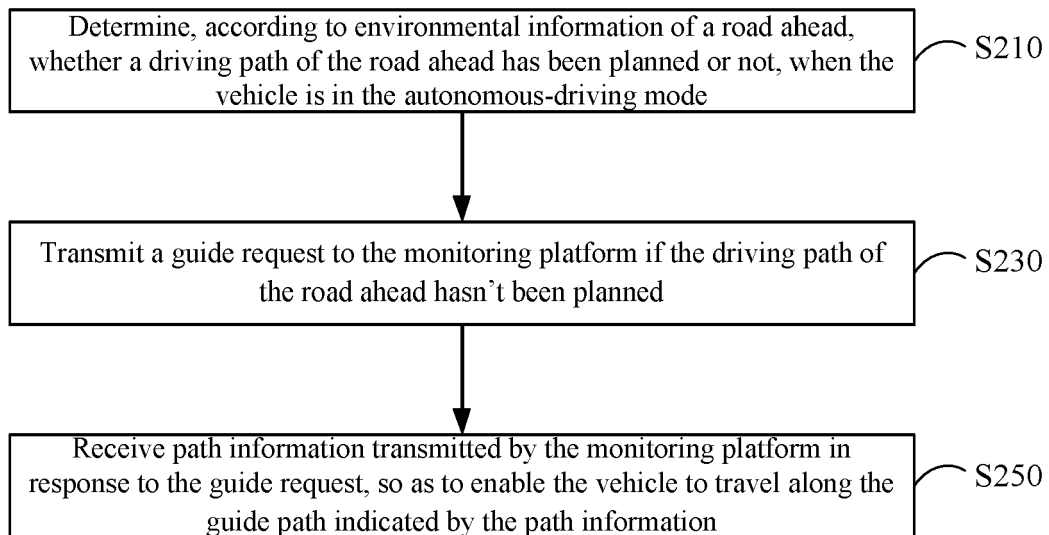 Determine, according to environmental information of a road ahead,
whether a driving path of the road ahead has been planned or not, when the
vehicle is in the autonomous-driving mode
S210
Transmit a guide request to the monitoring platform if the driving path of
the road ahead hasn’t been planned
S230
Receive path information transmitted by the monitoring platform in
response to the guide request, so as to enable the vehicle to travel along the
guide path indicated by the path information
S250